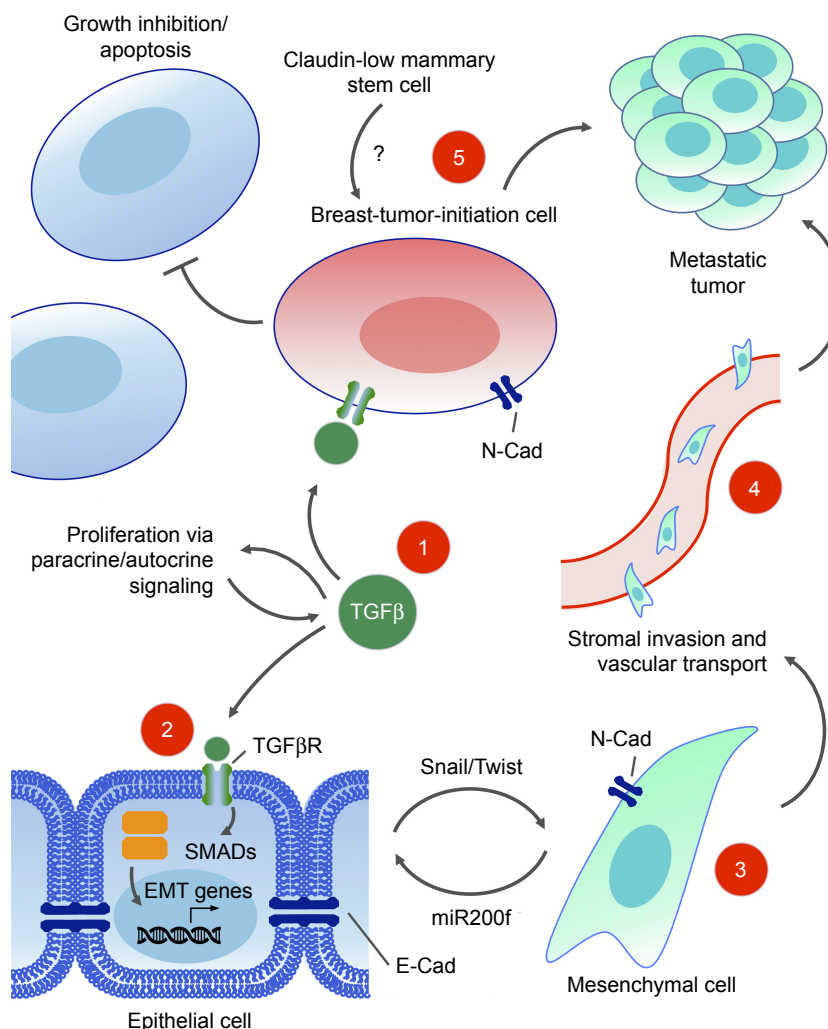 Growth inhibition/
apoptosis
Claudin-low mammary
stem cell
?
5
Breast-tumor-initiation cell
Metastatic
tumor
N-Cad
4
Proliferation via
paracrine/autocrine
signaling
1
TGFβ
Stromal invasion and
vascular transport
2
TGFβR
SMADs
EMT genes
E-Cad
Epithelial cell
Snail/Twist
miR200f
N-Cad
3
Mesenchymal cell